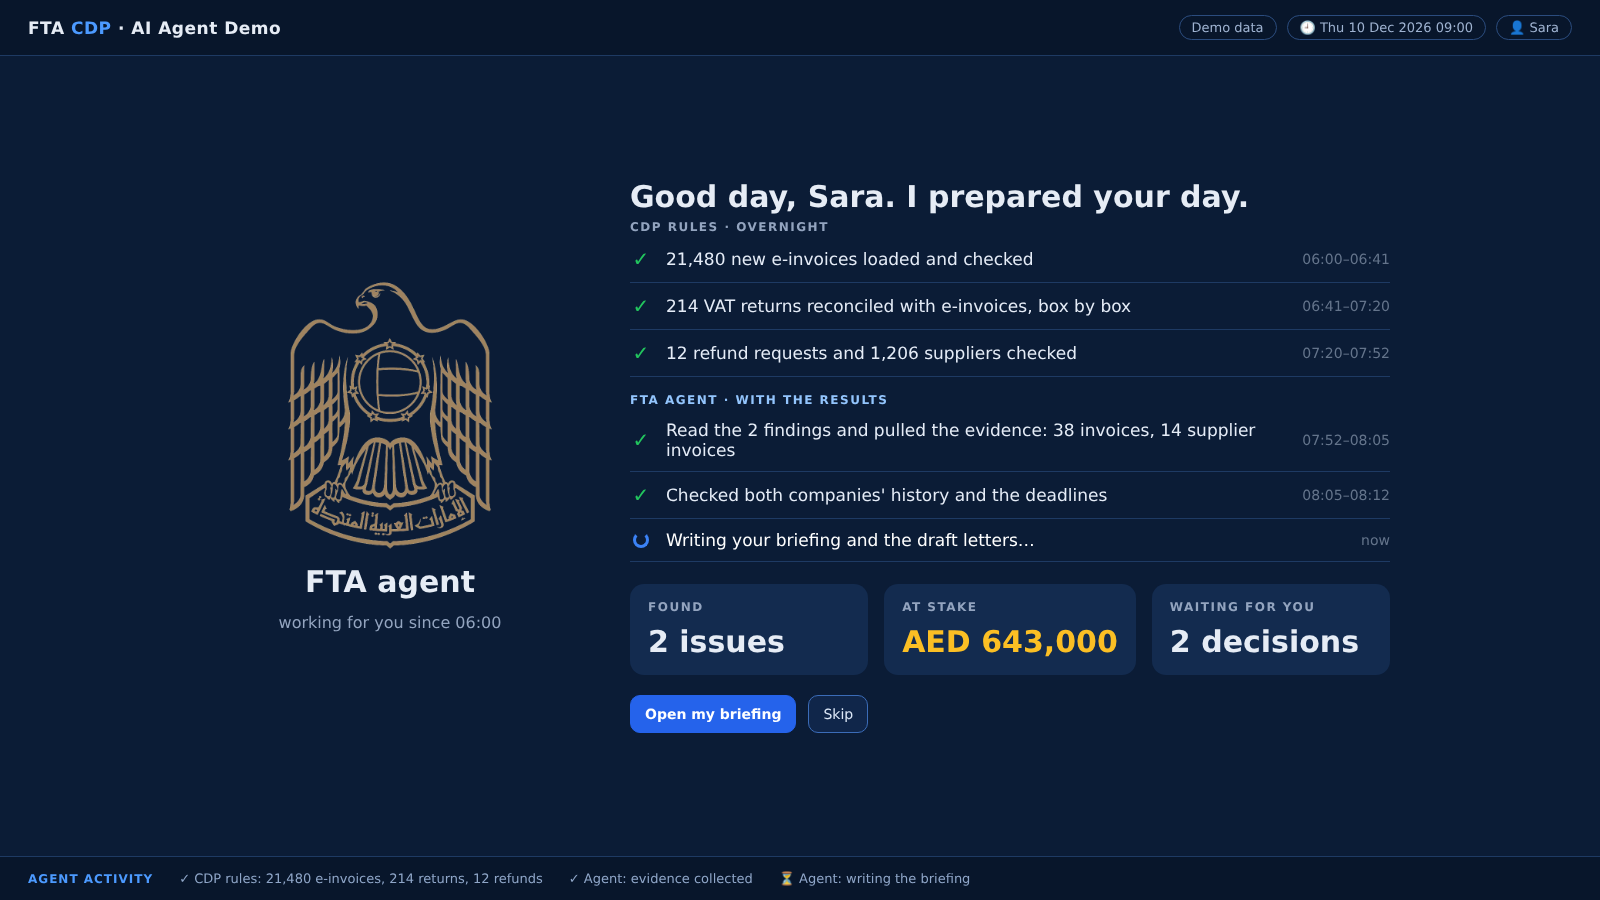 FTA CDP · AI Agent Demo
Demo data
🕘 Thu 10 Dec 2026 09:00
👤 Sara
الإمارات العربية المتحدة
FTA agent
working for you since 06:00
Good day, Sara. I prepared your day.
CDP RULES · OVERNIGHT
✓ 21,480 new e-invoices loaded and checked 06:00–06:41
✓ 214 VAT returns reconciled with e-invoices, box by box 06:41–07:20
✓ 12 refund requests and 1,206 suppliers checked 07:20–07:52
FTA AGENT · WITH THE RESULTS
✓ Read the 2 findings and pulled the evidence: 38 invoices, 14 supplier
invoices 07:52–08:05
✓ Checked both companies' history and the deadlines 08:05–08:12
Writing your briefing and the draft letters… now
FOUND
2 issues
AT STAKE
AED 643,000
WAITING FOR YOU
2 decisions
Open my briefing
Skip
AGENT ACTIVITY ✓ CDP rules: 21,480 e-invoices, 214 returns, 12 refunds ✓ Agent: evidence collected ⏳ Agent: writing the briefing